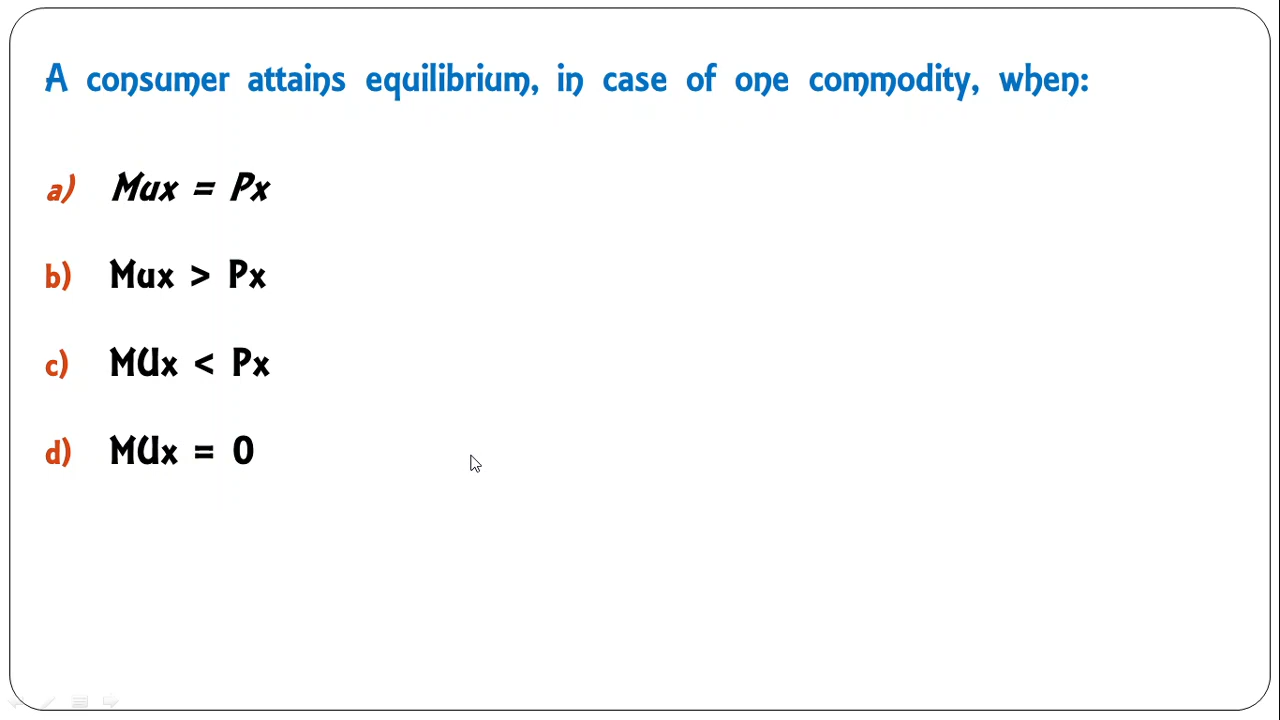 A consumer attains equilibrium, in case of one commodity, when:
a) Mux = Px
b) Mux > Px
c) MUx < Px
d) MUx = 0